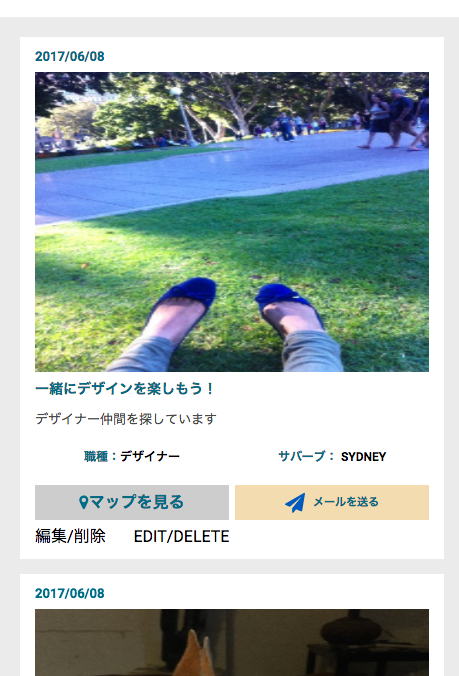 2017/06/08
一緒にデザインを楽しもう！
デザイナー仲間を探しています
職種：デザイナー サバーブ： SYDNEY
マップを見る メールを送る
編集/削除 EDIT/DELETE
2017/06/08